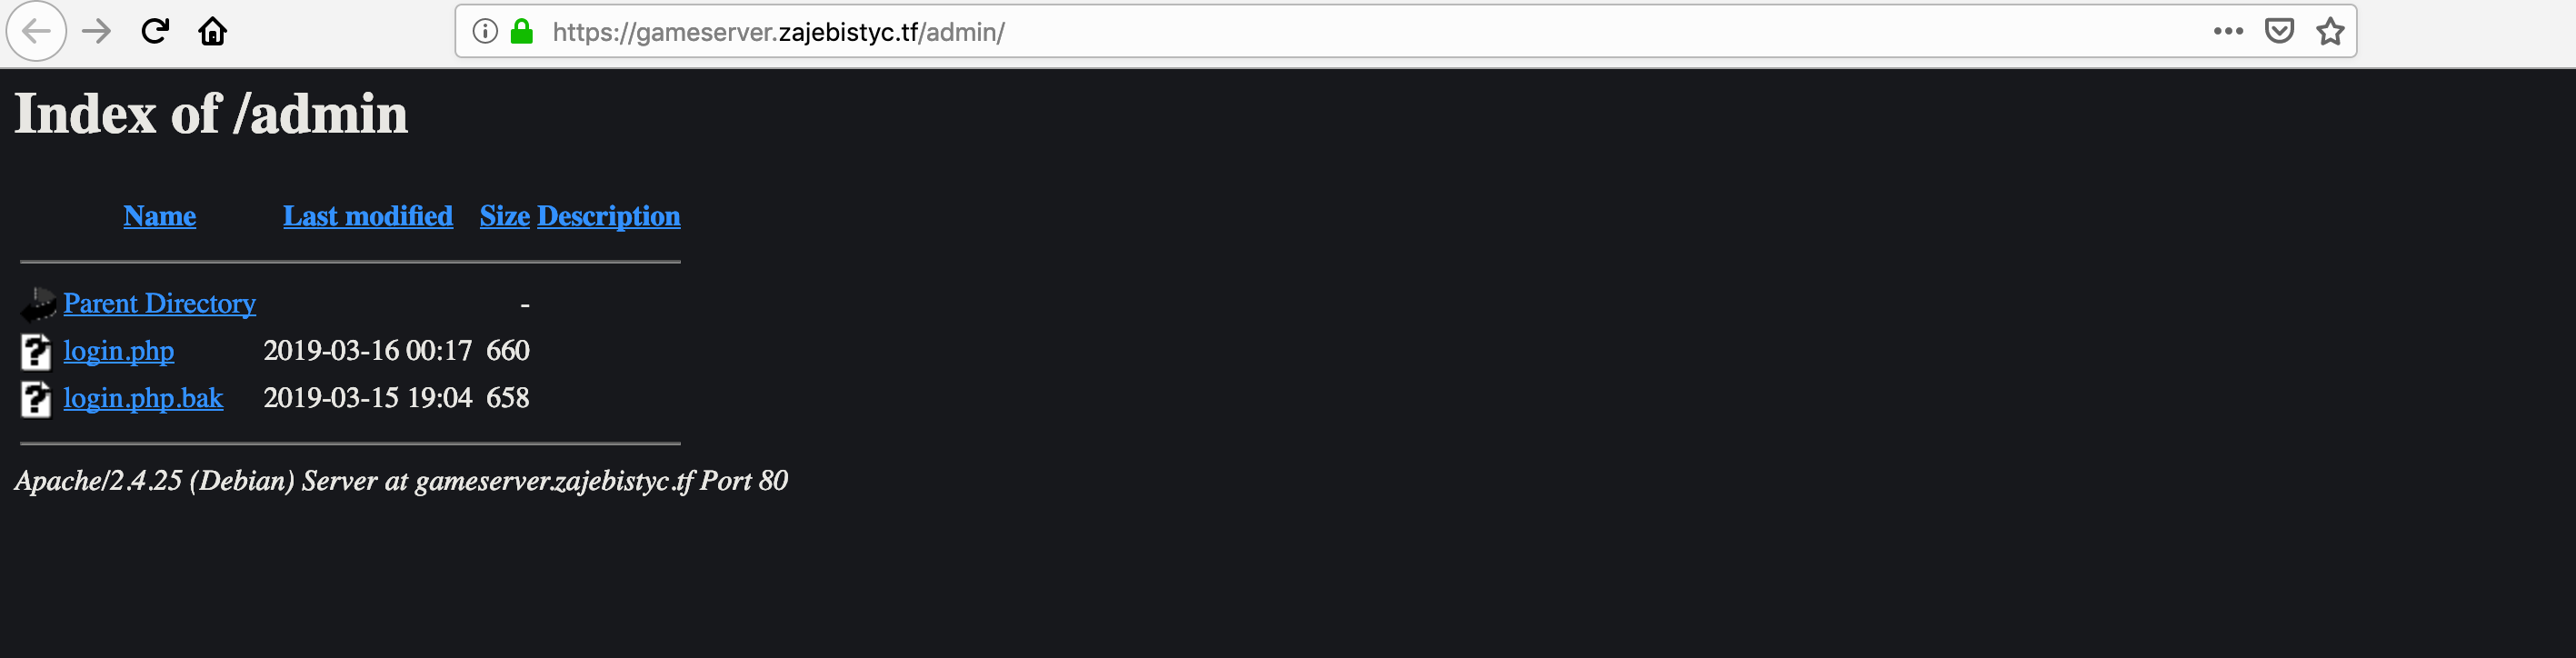 https://gameserver.zajebistyc.tf/admin/
Index of /admin
Name Last modified Size Description
Parent Directory -
login.php 2019-03-16 00:17 660
login.php.bak 2019-03-15 19:04 658
Apache/2.4.25 (Debian) Server at gameserver.zajebistyc.tf Port 80